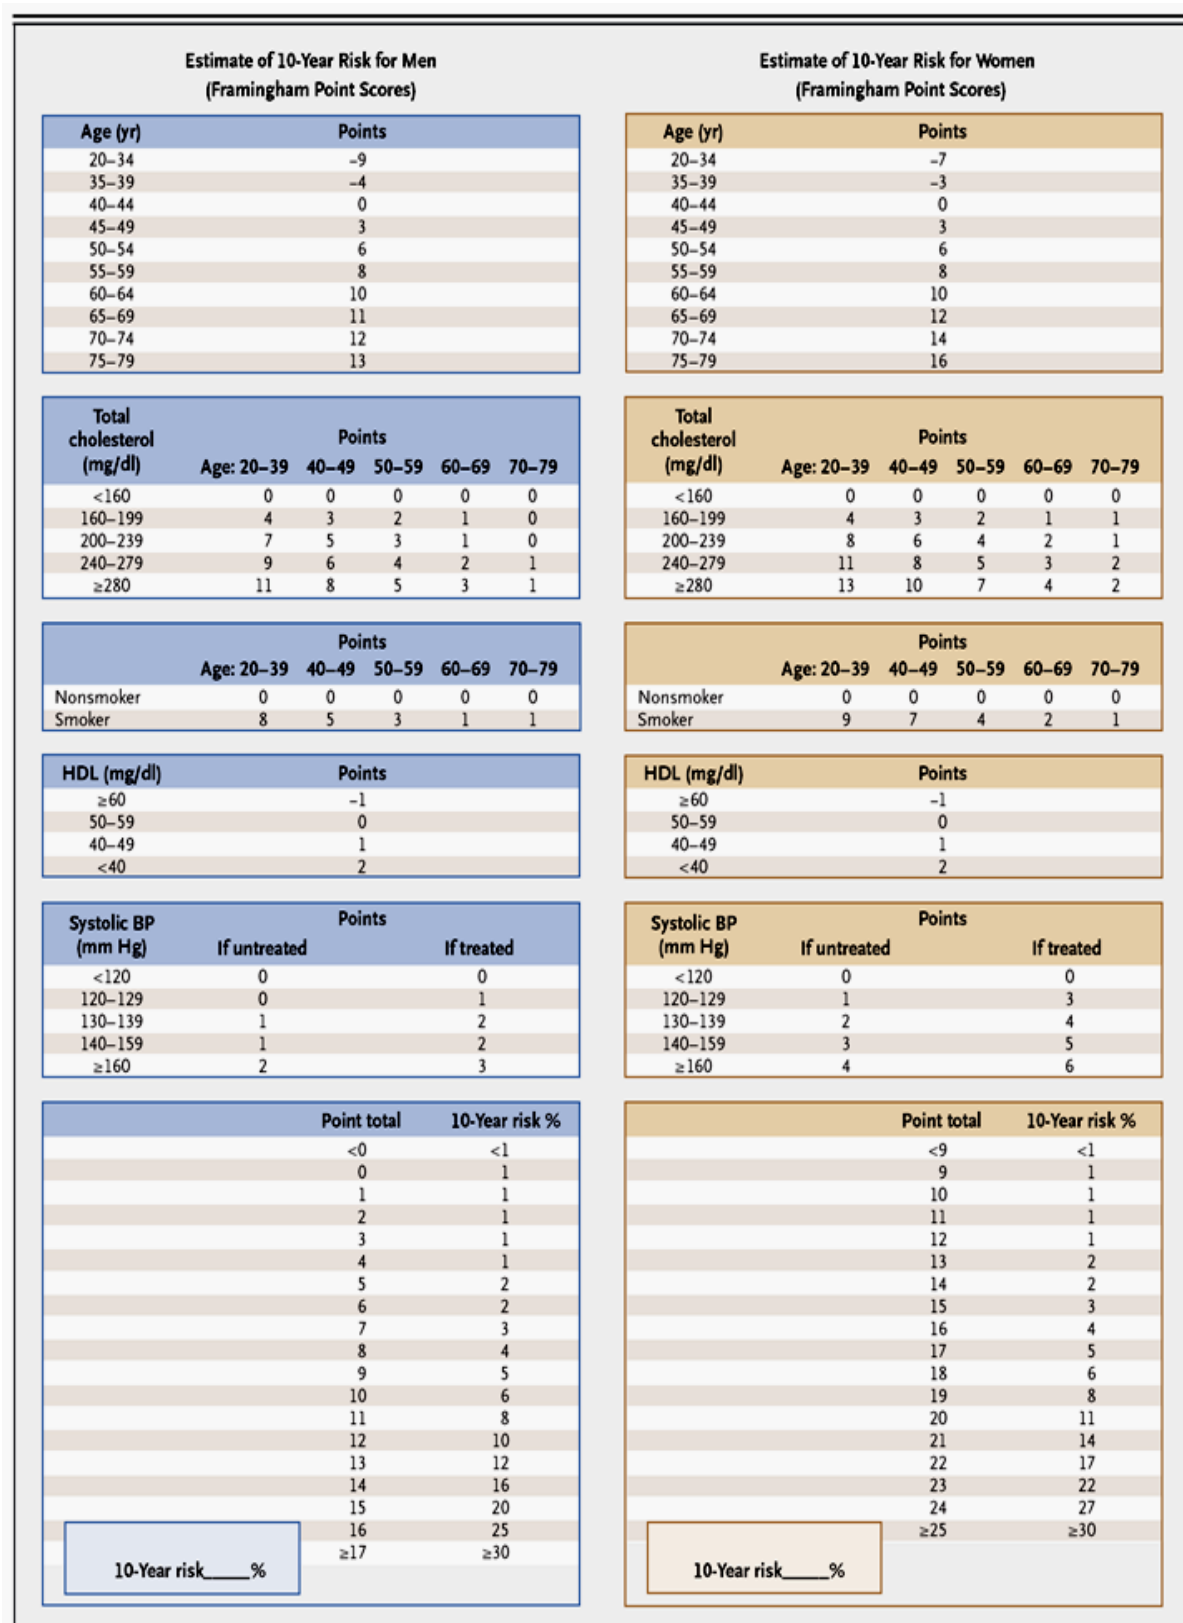 Estimate of 10-Year Risk for Men
(Framingham Point Scores)
Age (yr) Points
20–34 –9
35–39 –4
40–44 0
45–49 3
50–54 6
55–59 8
60–64 10
65–69 11
70–74 12
75–79 13
Total
cholesterol Points
(mg/dl) Age: 20–39 40–49 50–59 60–69 70–79
<160 0 0 0 0 0
160–199 4 3 2 1 0
200–239 7 5 3 1 0
240–279 9 6 4 2 1
≥280 11 8 5 3 1
Points
Age: 20–39 40–49 50–59 60–69 70–79
Nonsmoker 0 0 0 0 0
Smoker 8 5 3 1 1
HDL (mg/dl) Points
≥60 –1
50–59 0
40–49 1
<40 2
Systolic BP Points
(mm Hg) If untreated If treated
<120 0 0
120–129 0 1
130–139 1 2
140–159 1 2
≥160 2 3
Point total 10-Year risk %
<0 <1
0 1
1 1
2 1
3 1
4 1
5 2
6 2
7 3
8 4
9 5
10 6
11 8
12 10
13 12
14 16
15 20
16 25
≥17 ≥30
10-Year risk_____%
Estimate of 10-Year Risk for Women
(Framingham Point Scores)
Age (yr) Points
20–34 –7
35–39 –3
40–44 0
45–49 3
50–54 6
55–59 8
60–64 10
65–69 12
70–74 14
75–79 16
Total
cholesterol Points
(mg/dl) Age: 20–39 40–49 50–59 60–69 70–79
<160 0 0 0 0 0
160–199 4 3 2 1 1
200–239 8 6 4 2 1
240–279 11 8 5 3 2
≥280 13 10 7 4 2
Points
Age: 20–39 40–49 50–59 60–69 70–79
Nonsmoker 0 0 0 0 0
Smoker 9 7 4 2 1
HDL (mg/dl) Points
≥60 –1
50–59 0
40–49 1
<40 2
Systolic BP Points
(mm Hg) If untreated If treated
<120 0 0
120–129 1 3
130–139 2 4
140–159 3 5
≥160 4 6
Point total 10-Year risk %
<9 <1
9 1
10 1
11 1
12 1
13 2
14 2
15 3
16 4
17 5
18 6
19 8
20 11
21 14
22 17
23 22
24 27
≥25 ≥30
10-Year risk_____%